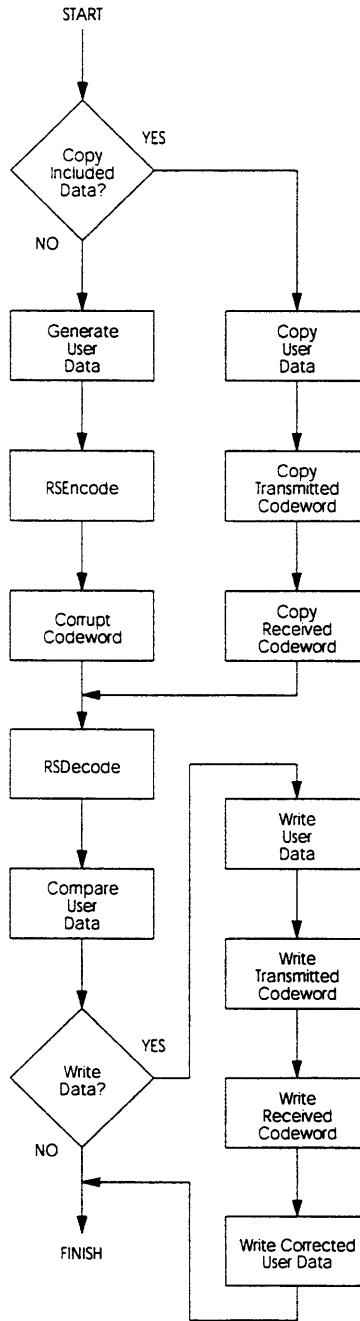 START
Copy
Included
Data?
YES
NO
Generate
User
Data
Copy
User
Data
RSEncode
Copy
Transmitted
Codeword
Corrupt
Codeword
Copy
Received
Codeword
RSDecode
Write
User
Data
Compare
User
Data
Write
Transmitted
Codeword
Write
Data?
YES
NO
Write
Received
Codeword
FINISH
Write Corrected
User Data